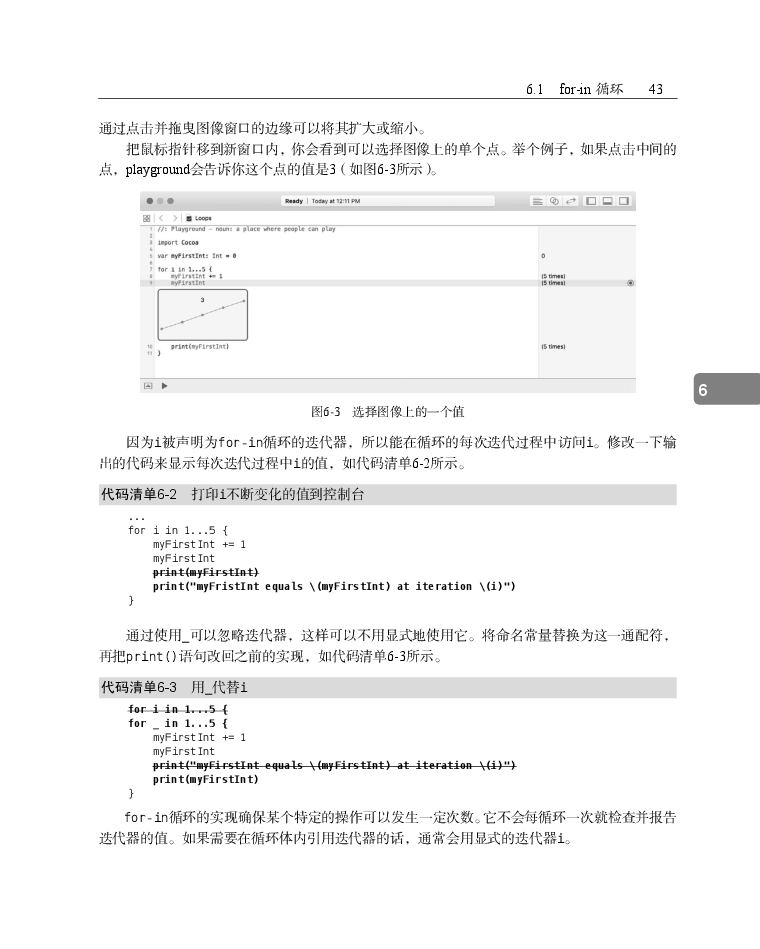 6.1 for-in 循环 43
通过点击并拖曳图像窗口的边缘可以将其扩大或缩小。
把鼠标指针移到新窗口内，你会看到可以选择图像上的单个点。举个例子，如果点击中间的
点，playground会告诉你这个点的值是3（如图6-3所示）。
Ready | Today at 12:11 PM
Loops
1 //: Playground - noun: a place where people can play
2
3 import Cocoa
4
5 var myFirstInt: Int = 0 0
6
7 for i in 1...5 {
8 myFirstInt += 1 (5 times)
9 myFirstInt (5 times)
3
10 print(myFirstInt) (5 times)
11 }
6
图6-3 选择图像上的一个值
因为i被声明为for-in循环的迭代器，所以能在循环的每次迭代过程中访问i。修改一下输
出的代码来显示每次迭代过程中i的值，如代码清单6-2所示。
代码清单6-2 打印i不断变化的值到控制台
...
for i in 1...5 {
myFirstInt += 1
myFirstInt
print(myFirstInt)
print("myFristInt equals \(myFirstInt) at iteration \(i)")
}
通过使用_可以忽略迭代器，这样可以不用显式地使用它。将命名常量替换为这一通配符，
再把print()语句改回之前的实现，如代码清单6-3所示。
代码清单6-3 用_代替i
for i in 1...5 {
for _ in 1...5 {
myFirstInt += 1
myFirstInt
print("myFirstInt equals \(myFirstInt) at iteration \(i)")
print(myFirstInt)
}
for-in循环的实现确保某个特定的操作可以发生一定次数。它不会每循环一次就检查并报告
迭代器的值。如果需要在循环体内引用迭代器的话，通常会用显式的迭代器i。